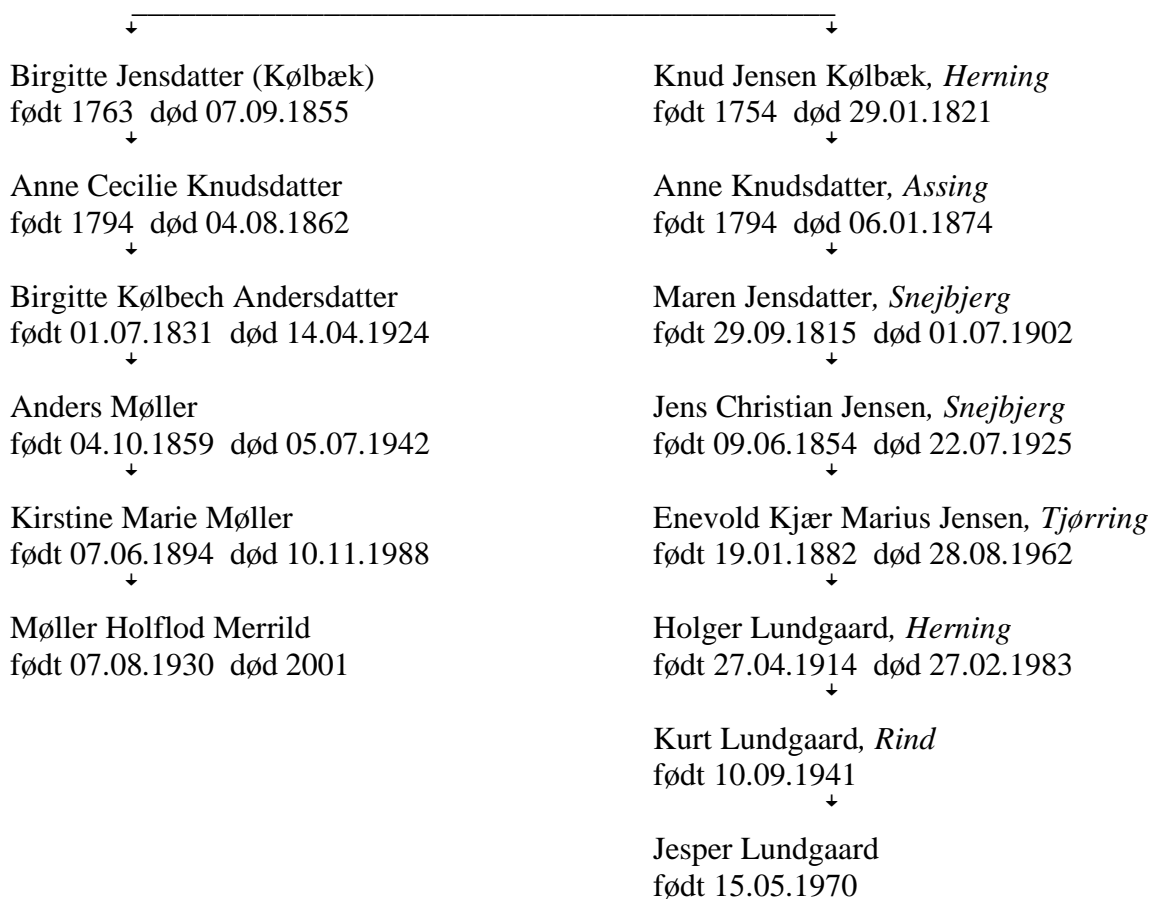 Birgitte Jensdatter (Kølbæk)
født 1763  død 07.09.1855
Anne Cecilie Knudsdatter
født 1794  død 04.08.1862
Birgitte Kølbech Andersdatter
født 01.07.1831  død 14.04.1924
Anders Møller
født 04.10.1859  død 05.07.1942
Kirstine Marie Møller
født 07.06.1894  død 10.11.1988
Møller Holflod Merrild
født 07.08.1930  død 2001
Knud Jensen Kølbæk, Herning
født 1754  død 29.01.1821
Anne Knudsdatter, Assing
født 1794  død 06.01.1874
Maren Jensdatter, Snejbjerg
født 29.09.1815  død 01.07.1902
Jens Christian Jensen, Snejbjerg
født 09.06.1854  død 22.07.1925
Enevold Kjær Marius Jensen, Tjørring
født 19.01.1882  død 28.08.1962
Holger Lundgaard, Herning
født 27.04.1914  død 27.02.1983
Kurt Lundgaard, Rind
født 10.09.1941
Jesper Lundgaard
født 15.05.1970